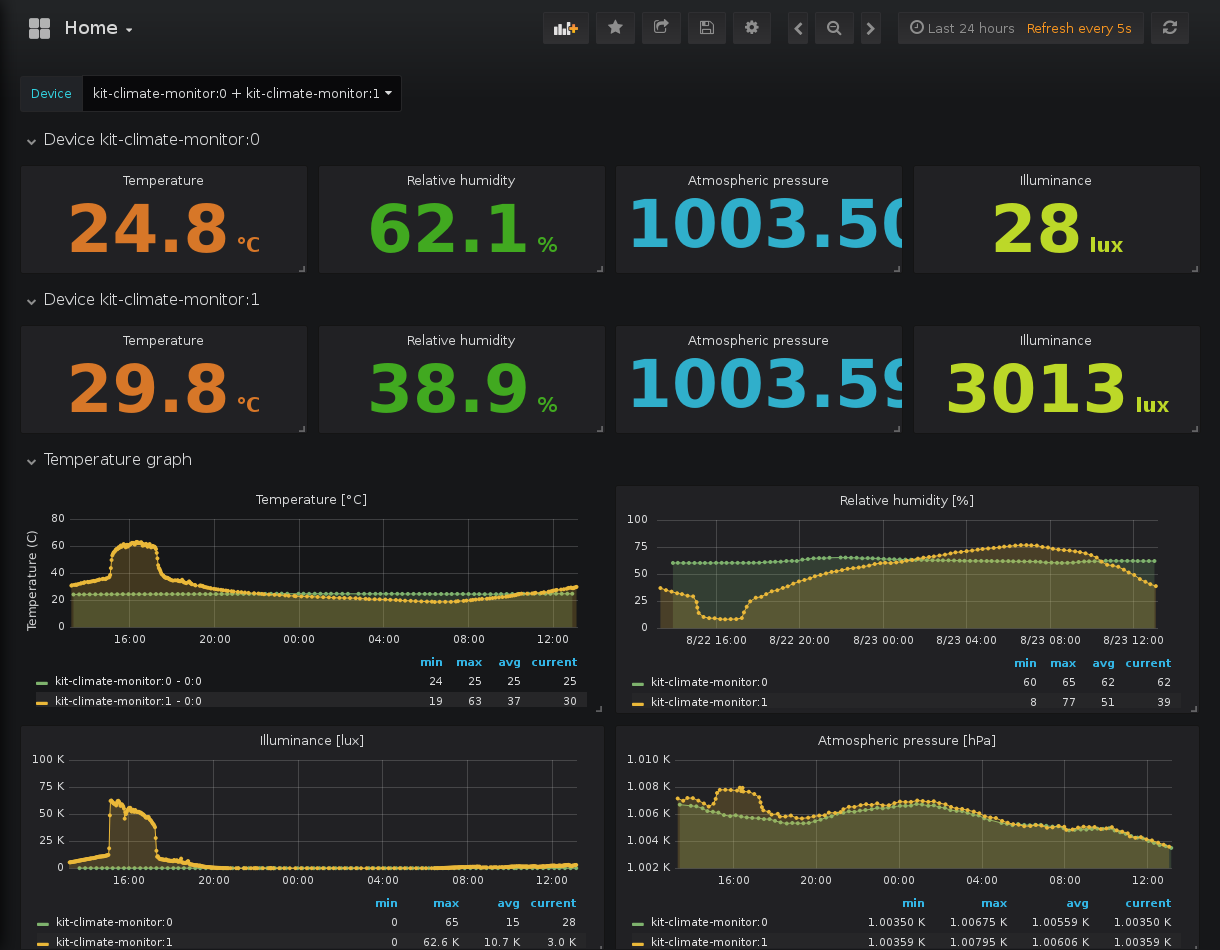 Home
Last 24 hours Refresh every 5s
Device kit-climate-monitor:0 + kit-climate-monitor:1
Device kit-climate-monitor:0
Temperature Relative humidity Atmospheric pressure Illuminance
24.8 °C 62.1 % 1003.50 28 lux
Device kit-climate-monitor:1
Temperature Relative humidity Atmospheric pressure Illuminance
29.8 °C 38.9 % 1003.59 3013 lux
Temperature graph
Temperature [°C]
Temperature (C)
80
60
40
20
0
16:00 20:00 00:00 04:00 08:00 12:00
min max avg current
kit-climate-monitor:0 - 0:0 24 25 25 25
kit-climate-monitor:1 - 0:0 19 63 37 30
Relative humidity [%]
100
75
50
25
0
8/22 16:00 8/22 20:00 8/23 00:00 8/23 04:00 8/23 08:00 8/23 12:00
min max avg current
kit-climate-monitor:0 60 65 62 62
kit-climate-monitor:1 8 77 51 39
Illuminance [lux]
100 K
75 K
50 K
25 K
0
16:00 20:00 00:00 04:00 08:00 12:00
min max avg current
kit-climate-monitor:0 0 65 15 28
kit-climate-monitor:1 0 62.6 K 10.7 K 3.0 K
Atmospheric pressure [hPa]
1.010 K
1.008 K
1.006 K
1.004 K
1.002 K
16:00 20:00 00:00 04:00 08:00 12:00
min max avg current
kit-climate-monitor:0 1.00350 K 1.00675 K 1.00559 K 1.00350 K
kit-climate-monitor:1 1.00359 K 1.00795 K 1.00606 K 1.00359 K